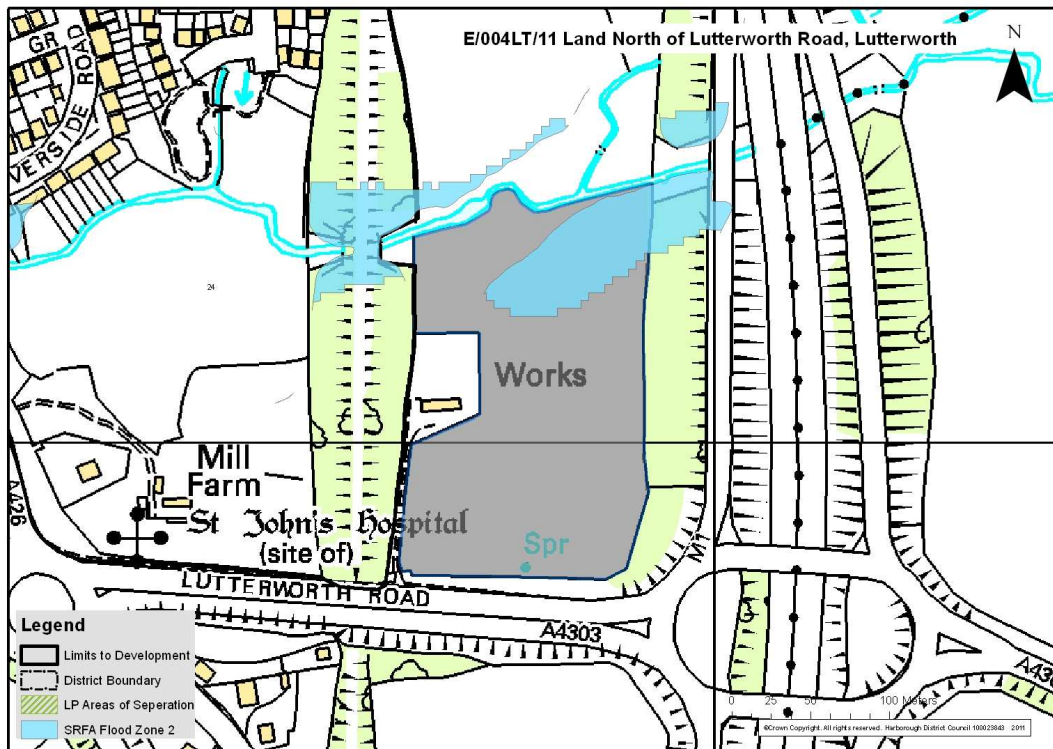 E/004LT/11 Land North of Lutterworth Road, Lutterworth
N
GR
VERSIDE ROAD
24
Works
Mill
Farm
St John's Hospital
(site of)
A426
Spr
M1
LUTTERWORTH ROAD
A4303
Legend
Limits to Development
District Boundary
LP Areas of Seperation
SRFA Flood Zone 2
0 25 50 100 Meters
©Crown Copyright. All rights reserved. Harborough District Council 100023843 2011